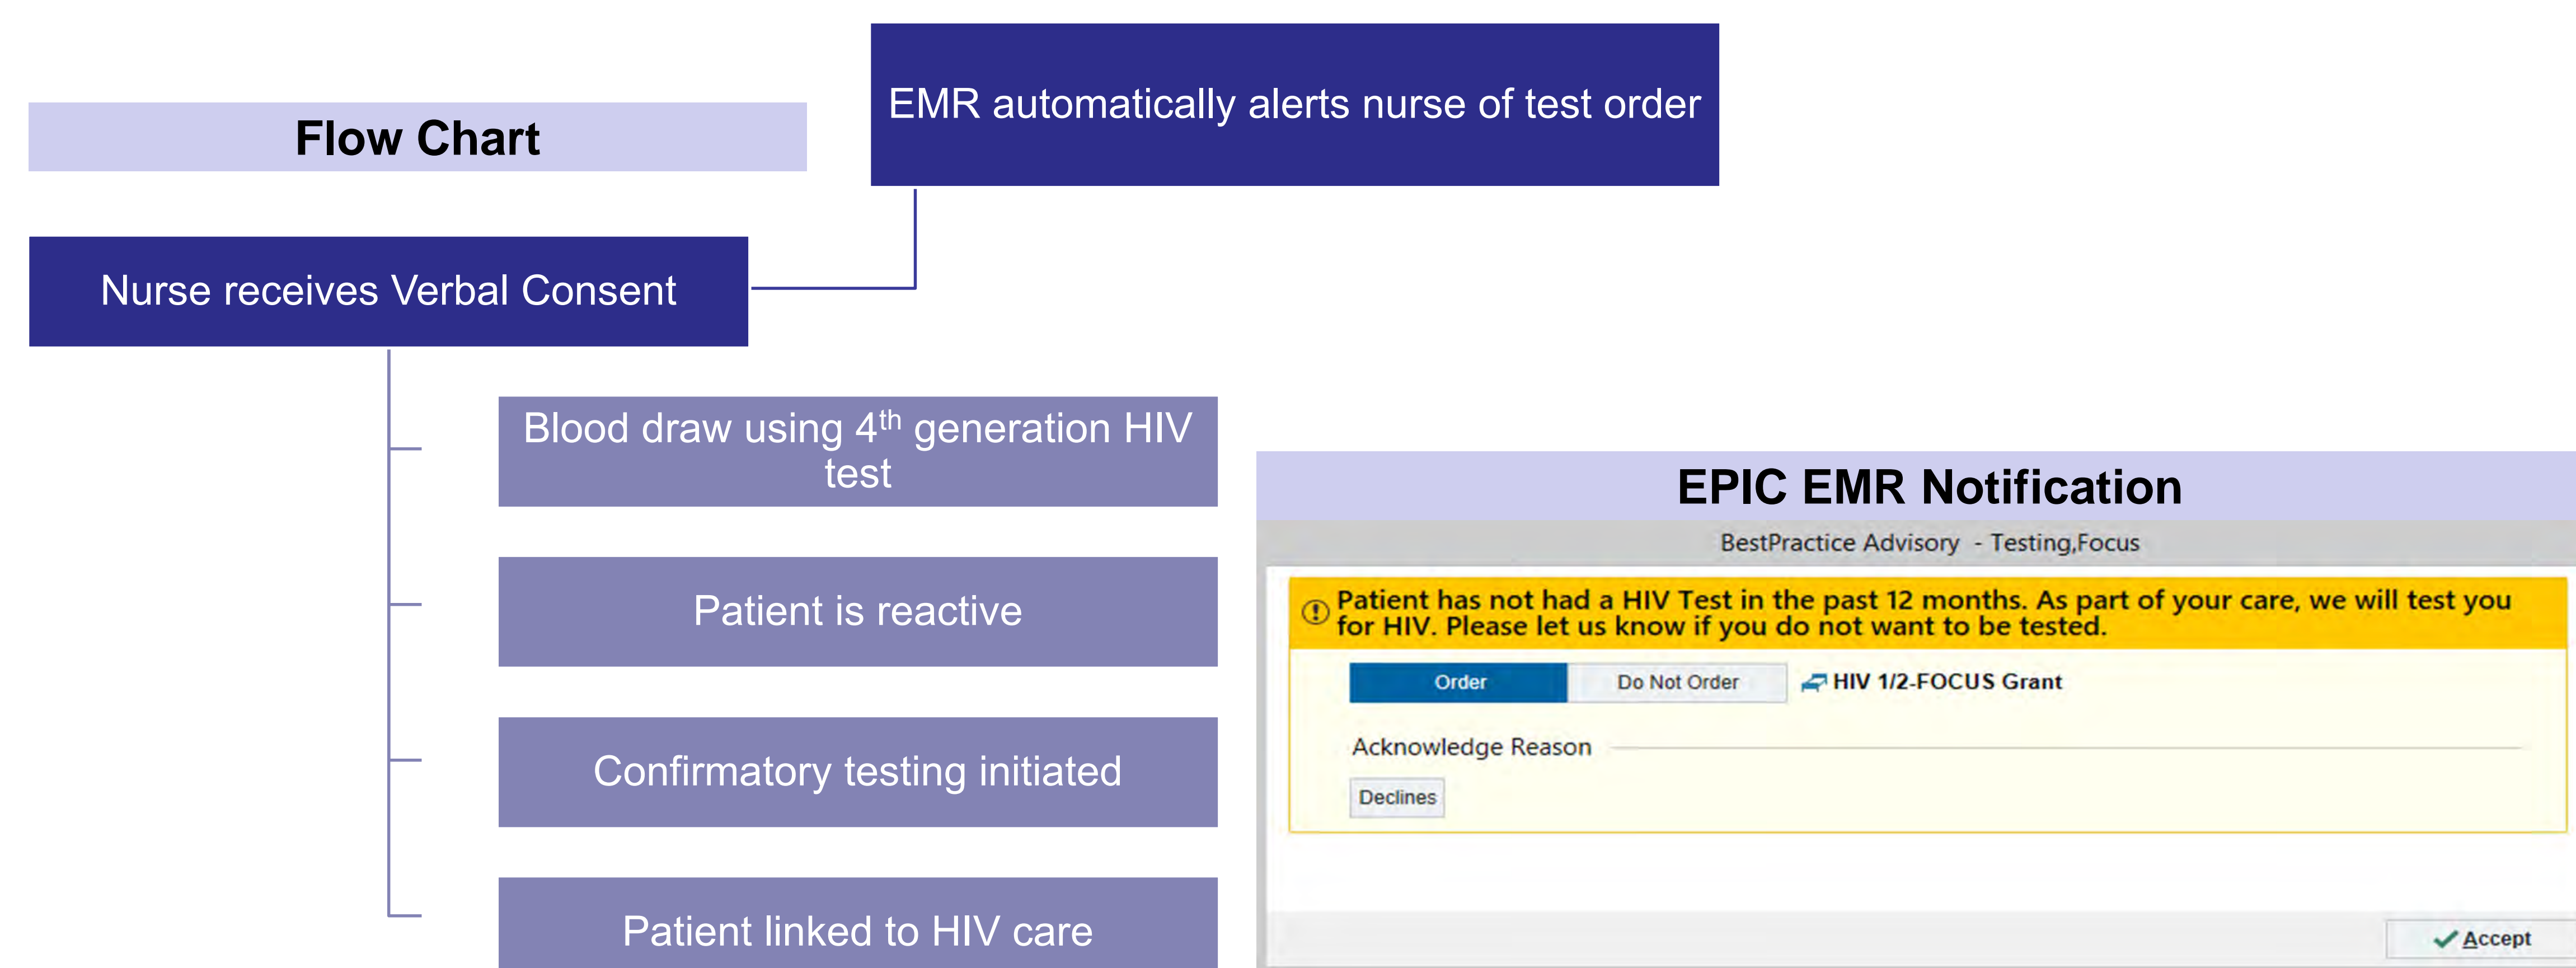 Flow Chart
EMR automatically alerts nurse of test order
Nurse receives Verbal Consent
Blood draw using 4th generation HIV
test
Patient is reactive
Confirmatory testing initiated
Patient linked to HIV care
EPIC EMR Notification
BestPractice Advisory - Testing,Focus
Patient has not had a HIV Test in the past 12 months. As part of your care, we will test you
for HIV. Please let us know if you do not want to be tested.
Order Do Not Order HIV 1/2-FOCUS Grant
Acknowledge Reason
Declines
Accept